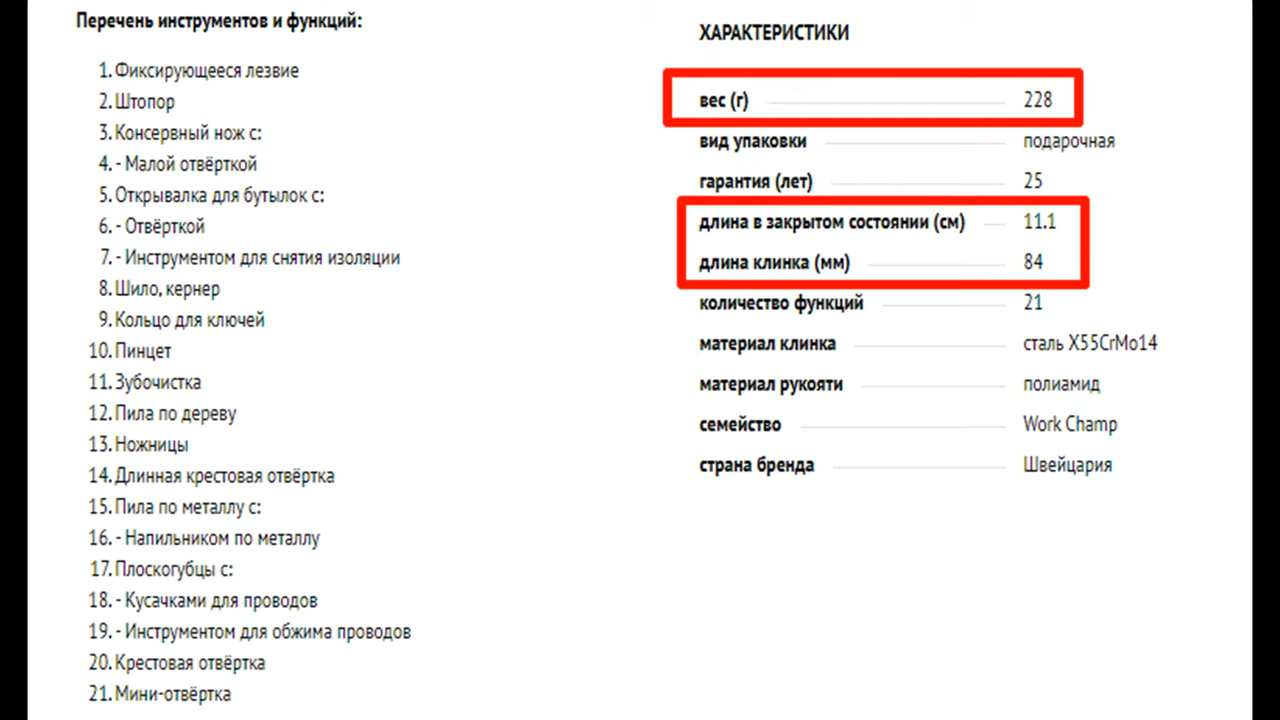 Перечень инструментов и функций:
1. Фиксирующееся лезвие
2. Штопор
3. Консервный нож с:
4. - Малой отвёрткой
5. Открывалка для бутылок с:
6. - Отвёрткой
7. - Инструментом для снятия изоляции
8. Шило, кернер
9. Кольцо для ключей
10. Пинцет
11. Зубочистка
12. Пила по дереву
13. Ножницы
14. Длинная крестовая отвёртка
15. Пила по металлу с:
16. - Напильником по металлу
17. Плоскогубцы с:
18. - Кусачками для проводов
19. - Инструментом для обжима проводов
20. Крестовая отвёртка
21. Мини-отвёртка
ХАРАКТЕРИСТИКИ
вес (г) 228
вид упаковки подарочная
гарантия (лет) 25
длина в закрытом состоянии (см) 11.1
длина клинка (мм) 84
количество функций 21
материал клинка сталь X55CrMo14
материал рукояти полиамид
семейство Work Champ
страна бренда Швейцария